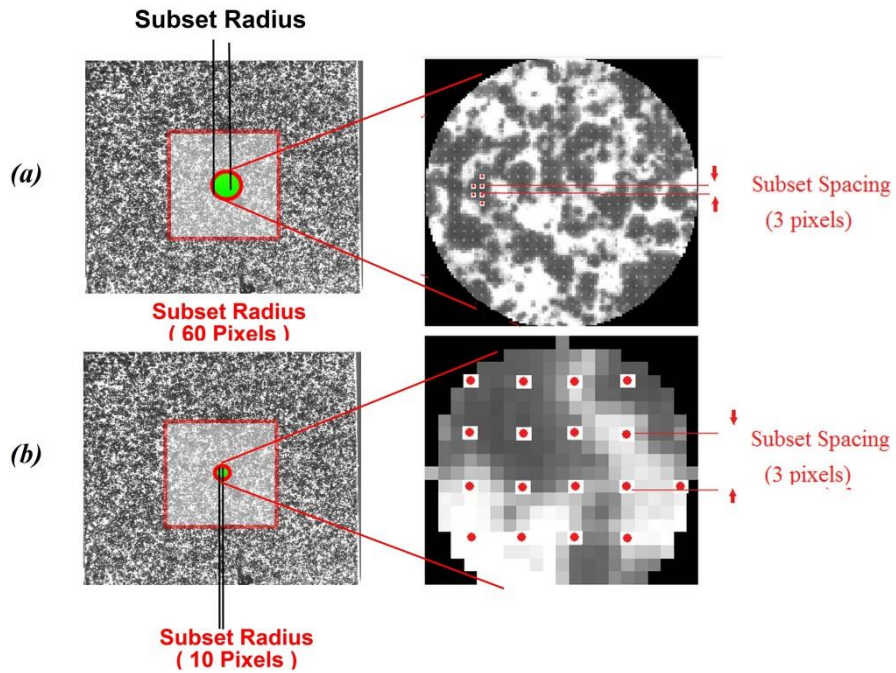 Subset Radius
(a)
Subset Spacing
(3 pixels)
Subset Radius
( 60 Pixels )
(b)
Subset Spacing
(3 pixels)
Subset Radius
( 10 Pixels )